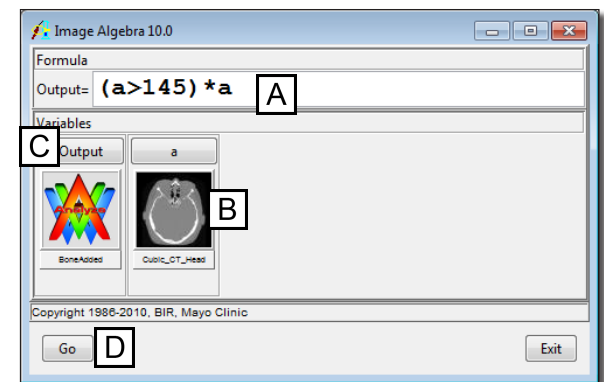 Image Algebra 10.0
Formula
Output= (a>145)*a A
Variables
C Output a
Analyze
B
BoneAdded Cubic_CT_Head
Copyright 1986-2010, BIR, Mayo Clinic
Go D Exit